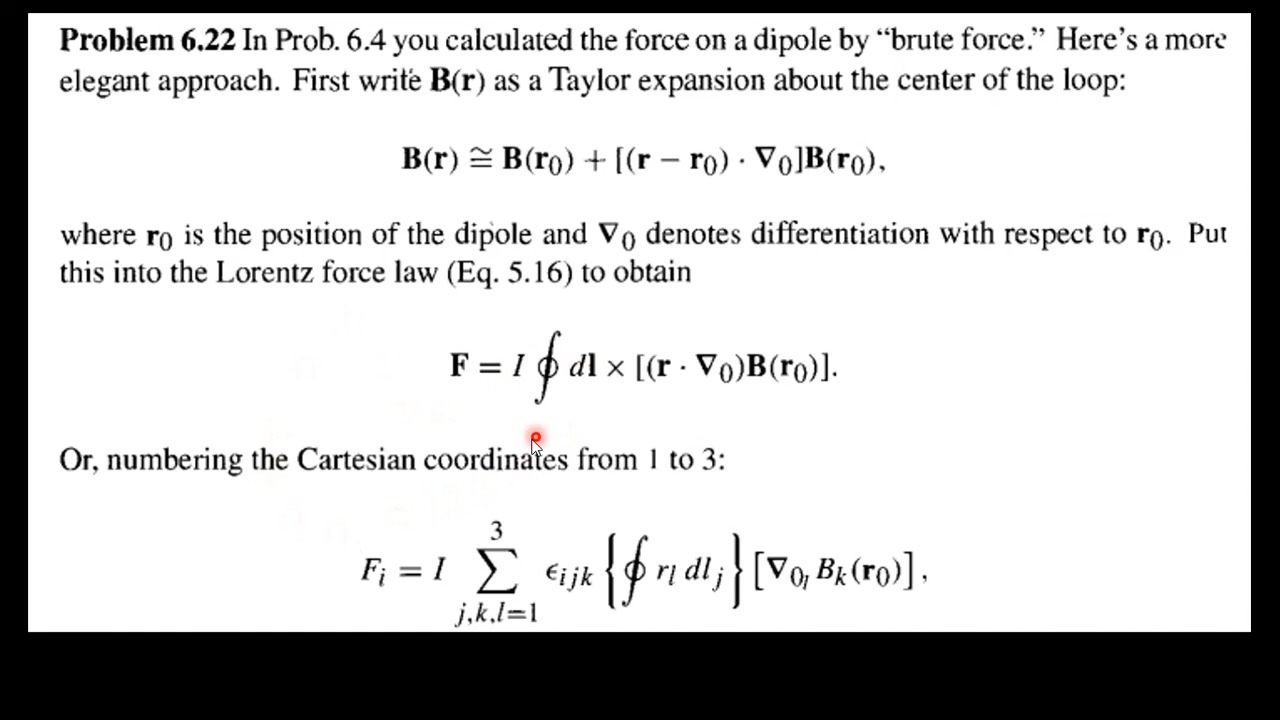 Problem 6.22 In Prob. 6.4 you calculated the force on a dipole by “brute force.” Here’s a more
elegant approach. First write B(r) as a Taylor expansion about the center of the loop:
B(r) ≅ B(r₀) + [(r − r₀) · ∇₀]B(r₀),
where r₀ is the position of the dipole and ∇₀ denotes differentiation with respect to r₀. Put
this into the Lorentz force law (Eq. 5.16) to obtain
F = I ∮ dl × [(r · ∇₀)B(r₀)].
Or, numbering the Cartesian coordinates from 1 to 3:
Fᵢ = I ∑_{j,k,l=1}^{3} ϵᵢⱼₖ {∮ r_l dl_j} [∇_{0_l} B_k(r₀)],